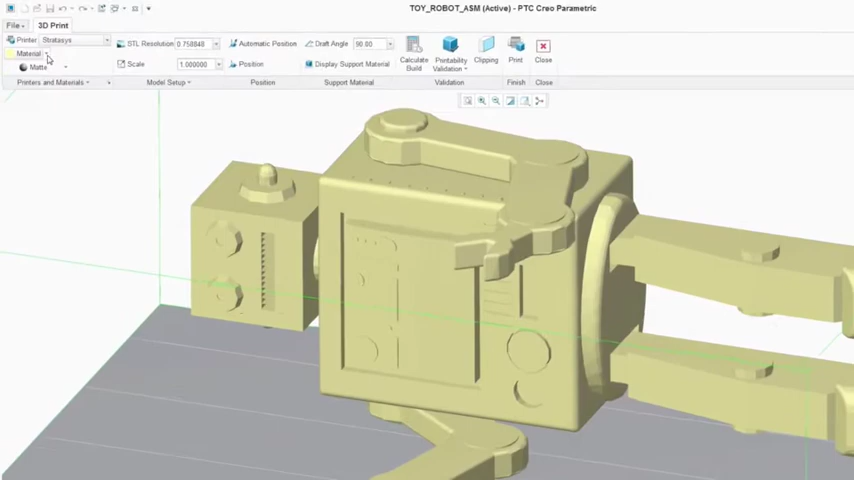 TOY_ROBOT_ASM (Active) - PTC Creo Parametric
File
3D Print
Printer Stratasys
STL Resolution 0.758848
Automatic Position
Draft Angle 90.00
Material
Scale 1.000000
Position
Display Support Material
Matte
Calculate Build
Printability Validation
Clipping
Print
Close
Printers and Materials
Model Setup
Position
Support Material
Validation
Finish
Close